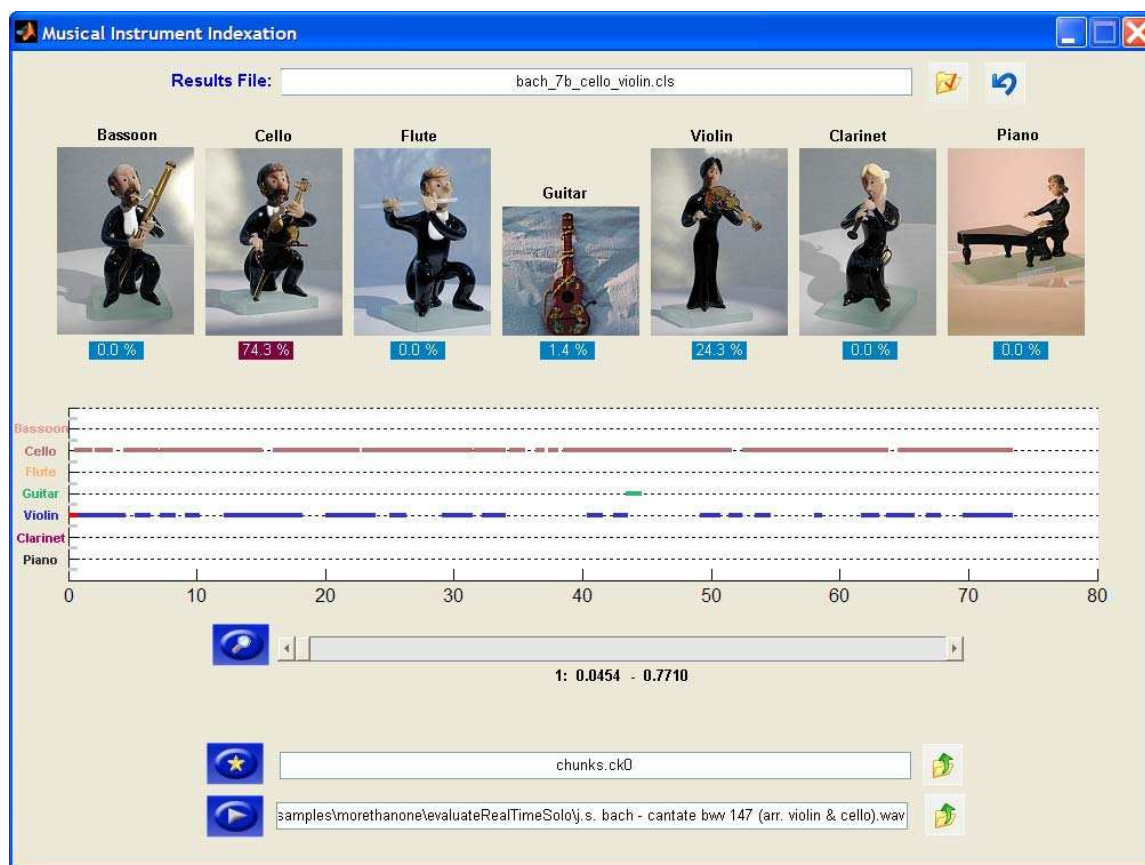 Musical Instrument Indexation
Results File: bach_7b_cello_violin.cls
Bassoon Cello Flute Guitar Violin Clarinet Piano
0.0 % 74.3 % 0.0 % 1.4 % 24.3 % 0.0 % 0.0 %
Bassoon
Cello
Flute
Guitar
Violin
Clarinet
Piano
0 10 20 30 40 50 60 70 80
1: 0.0454 - 0.7710
chunks.ck0
samples\morethanone\evaluateRealTimeSolo\j.s. bach - cantate bwv 147 (arr. violin & cello).wav